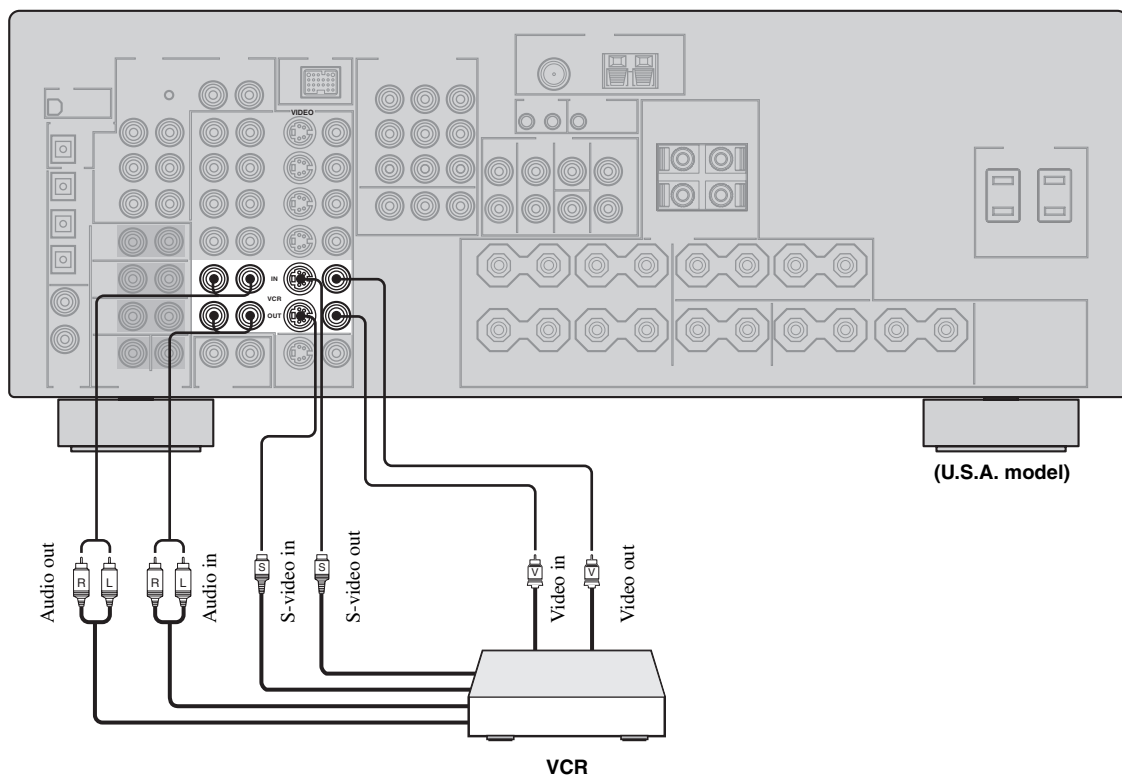 VIDEO
IN
VCR
OUT
(U.S.A. model)
Audio out
R
L
R
L
Audio in
S
S-video in
S
S-video out
V
Video in
V
Video out
VCR